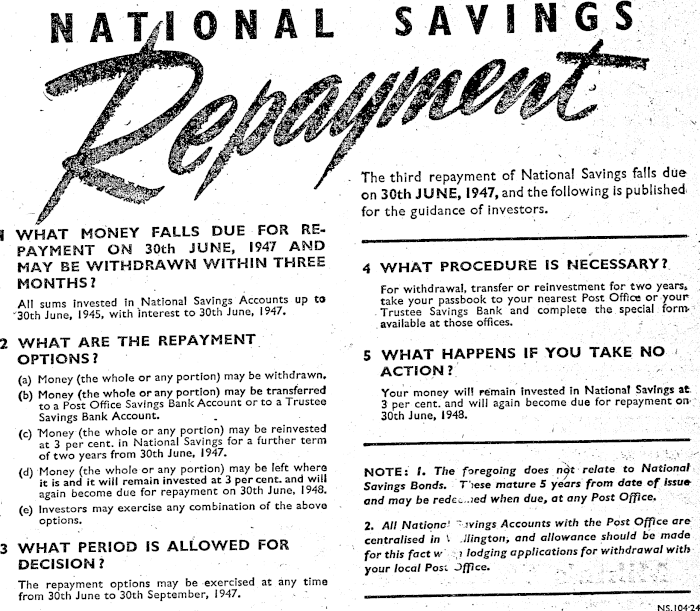 NATIONAL SAVINGS
Repayment
The third repayment of National Savings falls due
on 30th JUNE, 1947, and the following is published
for the guidance of investors.
1 WHAT MONEY FALLS DUE FOR RE-
PAYMENT ON 30th JUNE, 1947 AND
MAY BE WITHDRAWN WITHIN THREE
MONTHS?
All sums invested in National Savings Accounts up to
30th June, 1945, with interest to 30th June, 1947.
2 WHAT ARE THE REPAYMENT
OPTIONS?
(a) Money (the whole or any portion) may be withdrawn.
(b) Money (the whole or any portion) may be transferred
to a Post Office Savings Bank Account or to a Trustee
Savings Bank Account.
(c) Money (the whole or any portion) may be reinvested
at 3 per cent. in National Savings for a further term
of two years from 30th June, 1947.
(d) Money (the whole or any portion) may be left where
it is and it will remain invested at 3 per cent. and will
again become due for repayment on 30th June, 1948.
(e) Investors may exercise any combination of the above
options.
3 WHAT PERIOD IS ALLOWED FOR
DECISION?
The repayment options may be exercised at any time
from 30th June to 30th September, 1947.
4 WHAT PROCEDURE IS NECESSARY?
For withdrawal, transfer or reinvestment for two years,
take your passbook to your nearest Post Office or your
Trustee Savings Bank and complete the special form
available at those offices.
5 WHAT HAPPENS IF YOU TAKE NO
ACTION?
Your money will remain invested in National Savings at
3 per cent. and will again become due for repayment on
30th June, 1948.
NOTE: 1. The foregoing does not relate to National
Savings Bonds. These mature 5 years from date of issue
and may be redeemed when due, at any Post Office.
2. All National Savings Accounts with the Post Office are
centralised in Wellington, and allowance should be made
for this fact when lodging applications for withdrawal with
your local Post Office.